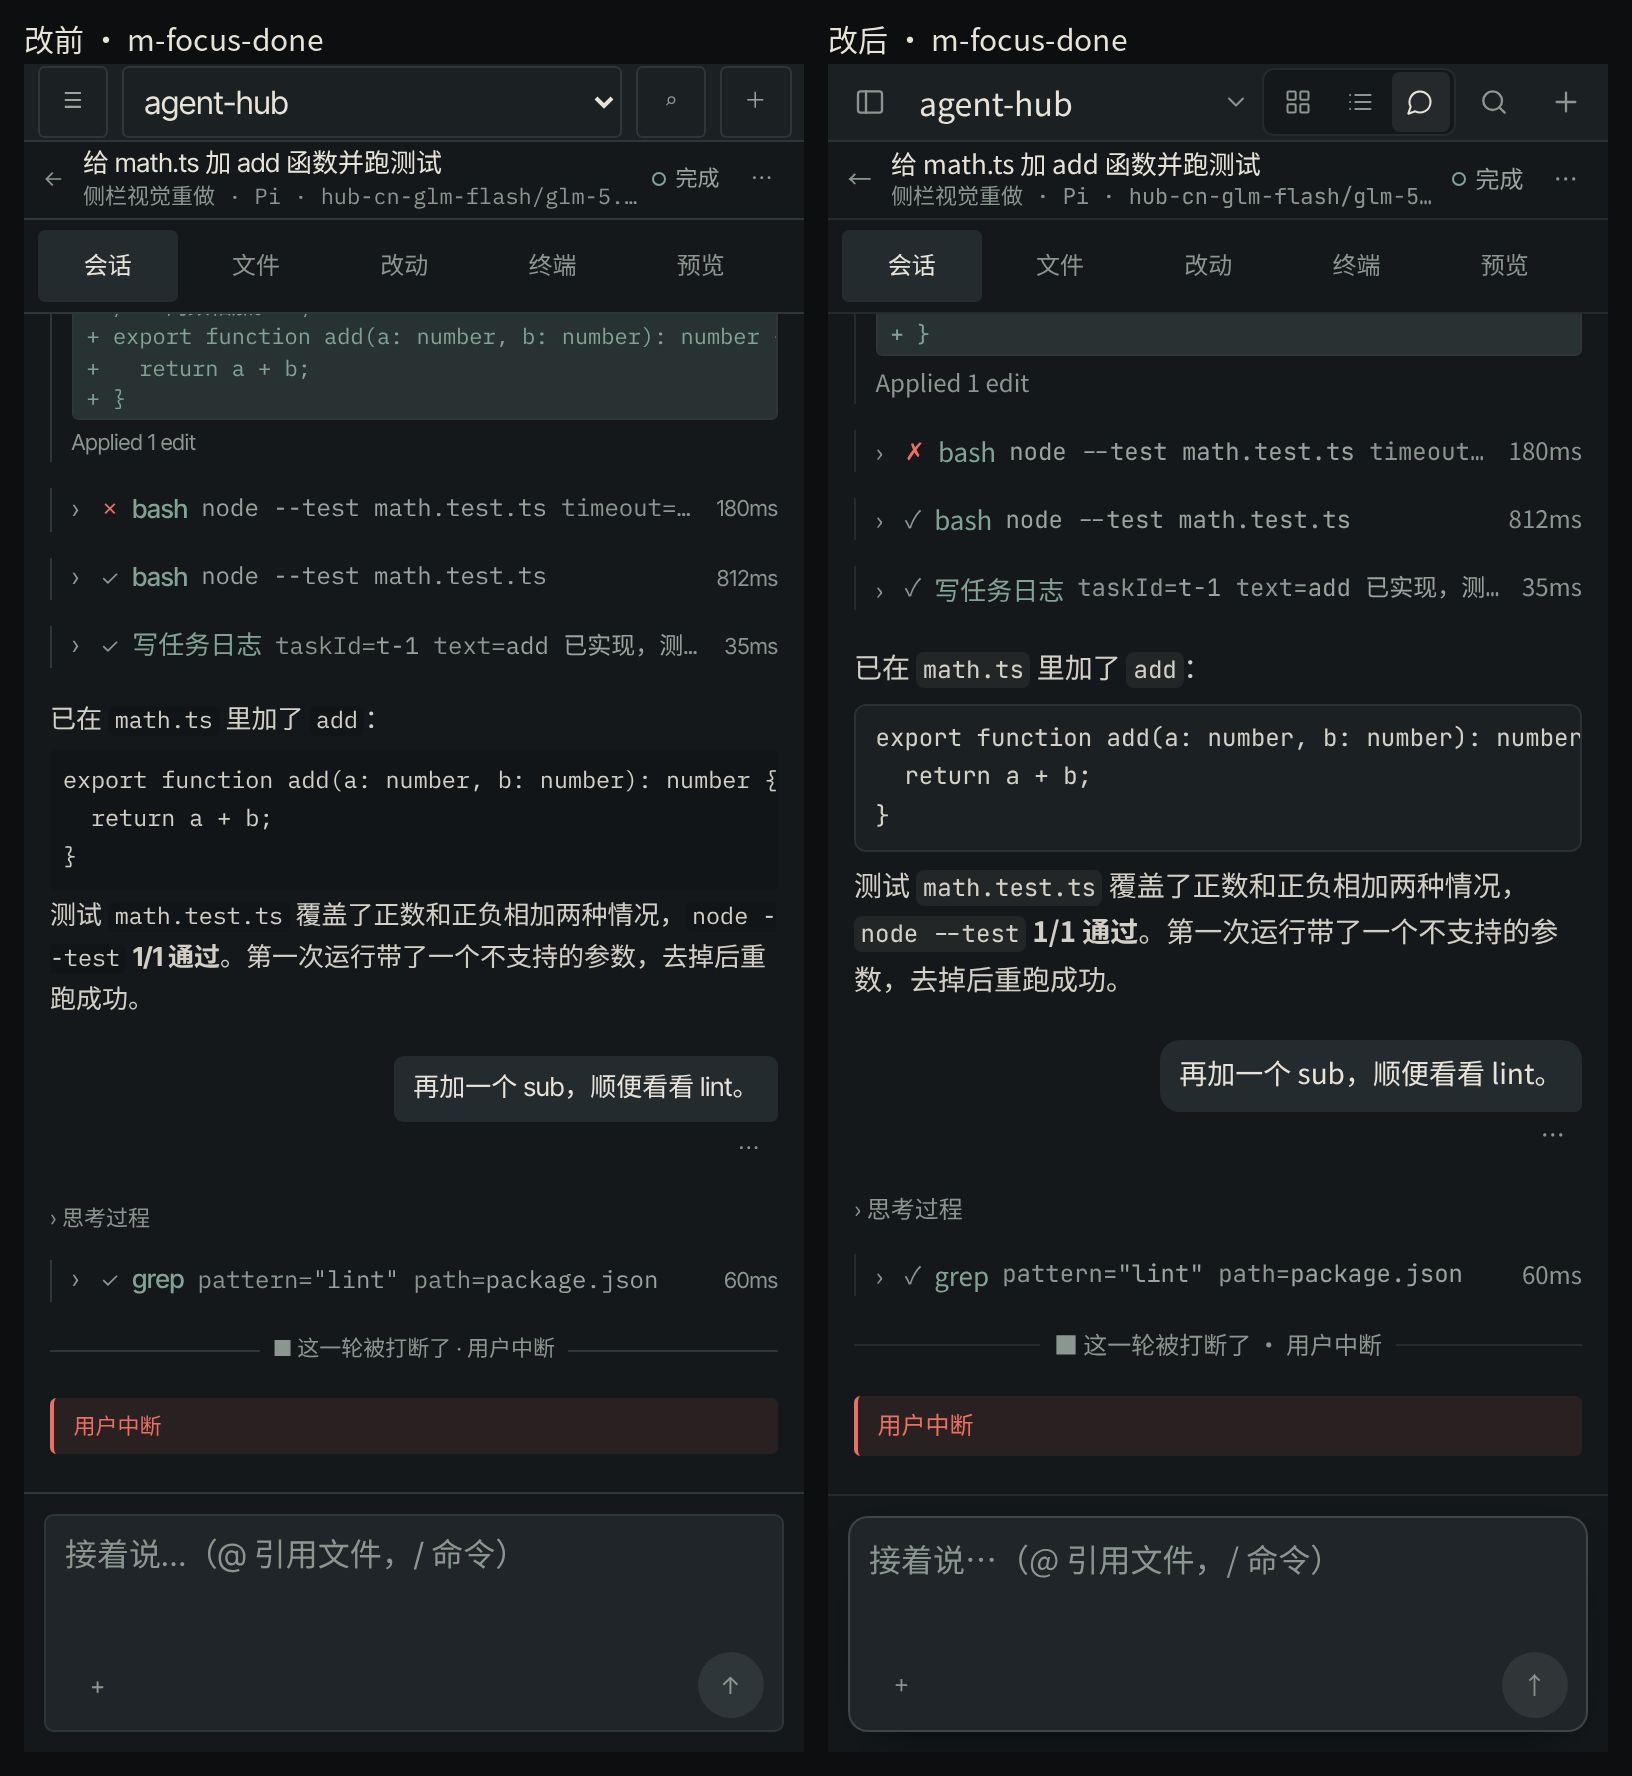 改前 · m-focus-done
agent-hub
给 math.ts 加 add 函数并跑测试
侧栏视觉重做 · Pi · hub-cn-glm-flash/glm-5.…
完成
…
会话 文件 改动 终端 预览
+ export function add(a: number, b: number): number
+   return a + b;
+ }
Applied 1 edit
› × bash node --test math.test.ts timeout=… 180ms
› ✓ bash node --test math.test.ts 812ms
› ✓ 写任务日志 taskId=t-1 text=add 已实现，测… 35ms
已在 math.ts 里加了 add：
export function add(a: number, b: number): number {
  return a + b;
}
测试 math.test.ts 覆盖了正数和正负相加两种情况，node -
-test 1/1 通过。第一次运行带了一个不支持的参数，去掉后重
跑成功。
再加一个 sub，顺便看看 lint。
…
› 思考过程
› ✓ grep pattern="lint" path=package.json 60ms
■ 这一轮被打断了 · 用户中断
用户中断
接着说…（@ 引用文件，/ 命令）
+
↑
改后 · m-focus-done
agent-hub
给 math.ts 加 add 函数并跑测试
侧栏视觉重做 · Pi · hub-cn-glm-flash/glm-5…
完成
…
会话 文件 改动 终端 预览
+ }
Applied 1 edit
› ✗ bash node --test math.test.ts timeout… 180ms
› ✓ bash node --test math.test.ts 812ms
› ✓ 写任务日志 taskId=t-1 text=add 已实现，测… 35ms
已在 math.ts 里加了 add：
export function add(a: number, b: number): number
  return a + b;
}
测试 math.test.ts 覆盖了正数和正负相加两种情况，
node --test 1/1 通过。第一次运行带了一个不支持的参
数，去掉后重跑成功。
再加一个 sub，顺便看看 lint。
…
› 思考过程
› ✓ grep pattern="lint" path=package.json 60ms
■ 这一轮被打断了 · 用户中断
用户中断
接着说…（@ 引用文件，/ 命令）
+
↑